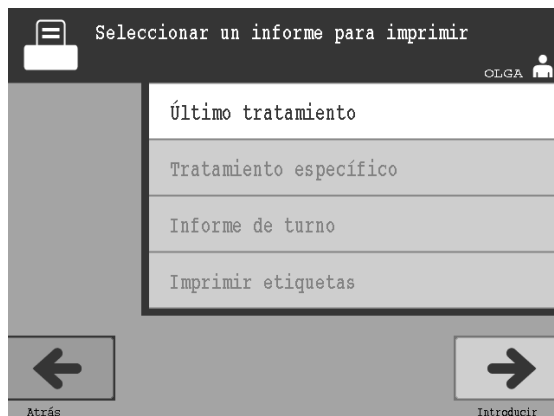 Seleccionar un informe para imprimir
OLGA
Último tratamiento
Tratamiento específico
Informe de turno
Imprimir etiquetas
Atrás
Introducir